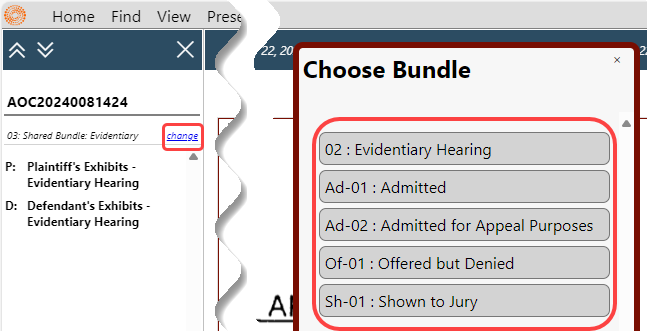 Home Find View Prese
22, 20
AOC20240081424
03: Shared Bundle: Evidentiary change
P: Plaintiff's Exhibits -
Evidentiary Hearing
D: Defendant's Exhibits -
Evidentiary Hearing
Choose Bundle
02 : Evidentiary Hearing
Ad-01 : Admitted
Ad-02 : Admitted for Appeal Purposes
Of-01 : Offered but Denied
Sh-01 : Shown to Jury